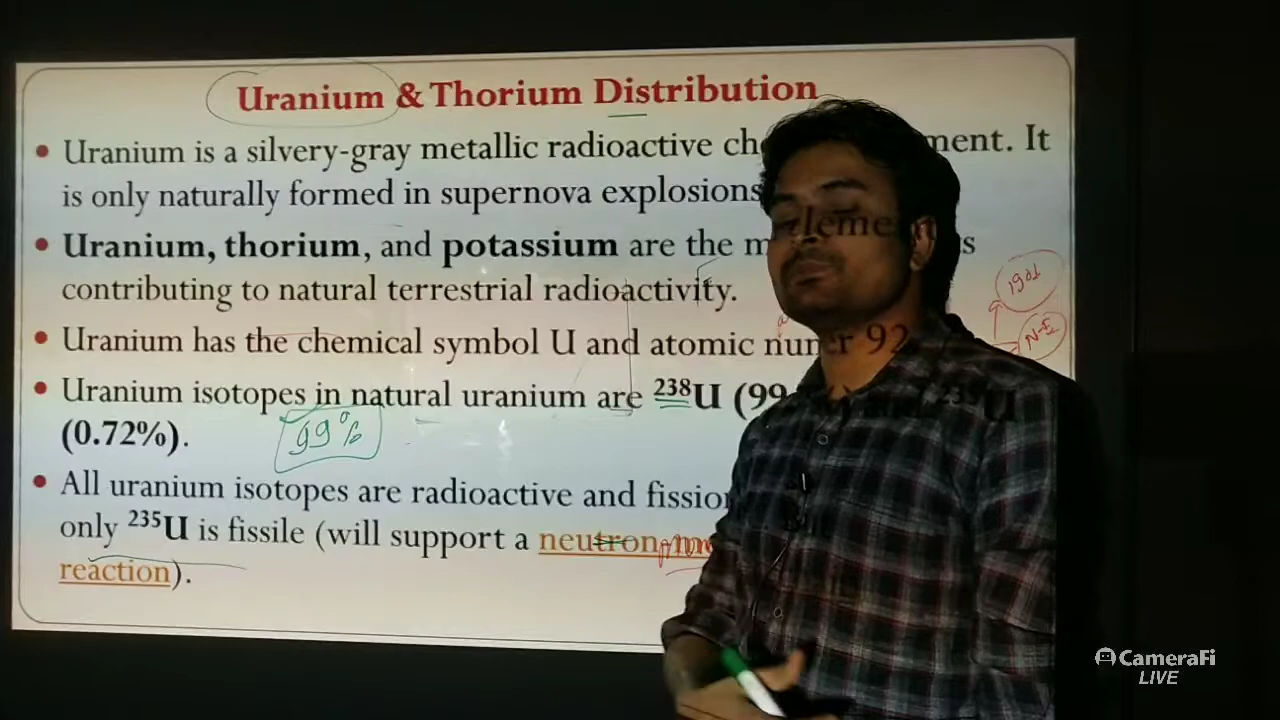 Uranium & Thorium Distribution
• Uranium is a silvery-gray metallic radioactive ch ment. It
is only naturally formed in supernova explosions
• Uranium, thorium, and potassium are the m eleme s
contributing to natural terrestrial radioactivity.
• Uranium has the chemical symbol U and atomic num r 92
• Uranium isotopes in natural uranium are ²³⁸U (99. ²³⁵U
(0.72%).
99%
• All uranium isotopes are radioactive and fission
only ²³⁵U is fissile (will support a neutron
reaction).
N-E
CameraFi
LIVE